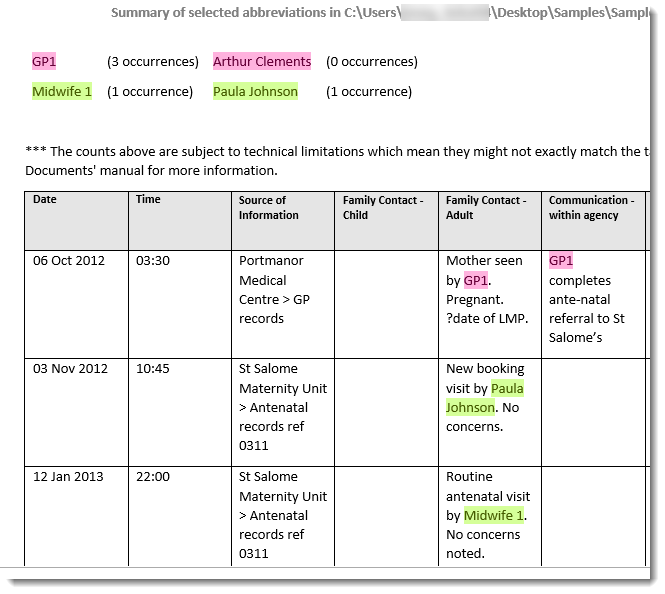 Summary of selected abbreviations in C:\Users\ \Desktop\Samples\Sampl
GP1 (3 occurrences) Arthur Clements (0 occurrences)
Midwife 1 (1 occurrence) Paula Johnson (1 occurrence)
*** The counts above are subject to technical limitations which mean they might not exactly match the t
Documents' manual for more information.
Date
Time
Source of
Information
Family Contact -
Child
Family Contact -
Adult
Communication -
within agency
06 Oct 2012
03:30
Portmanor
Medical
Centre > GP
records
Mother seen
by GP1.
Pregnant.
?date of LMP.
GP1
completes
ante-natal
referral to St
Salome’s
03 Nov 2012
10:45
St Salome
Maternity Unit
> Antenatal
records ref
0311
New booking
visit by Paula
Johnson. No
concerns.
12 Jan 2013
22:00
St Salome
Maternity Unit
> Antenatal
records ref
0311
Routine
antenatal visit
by Midwife 1.
No concerns
noted.